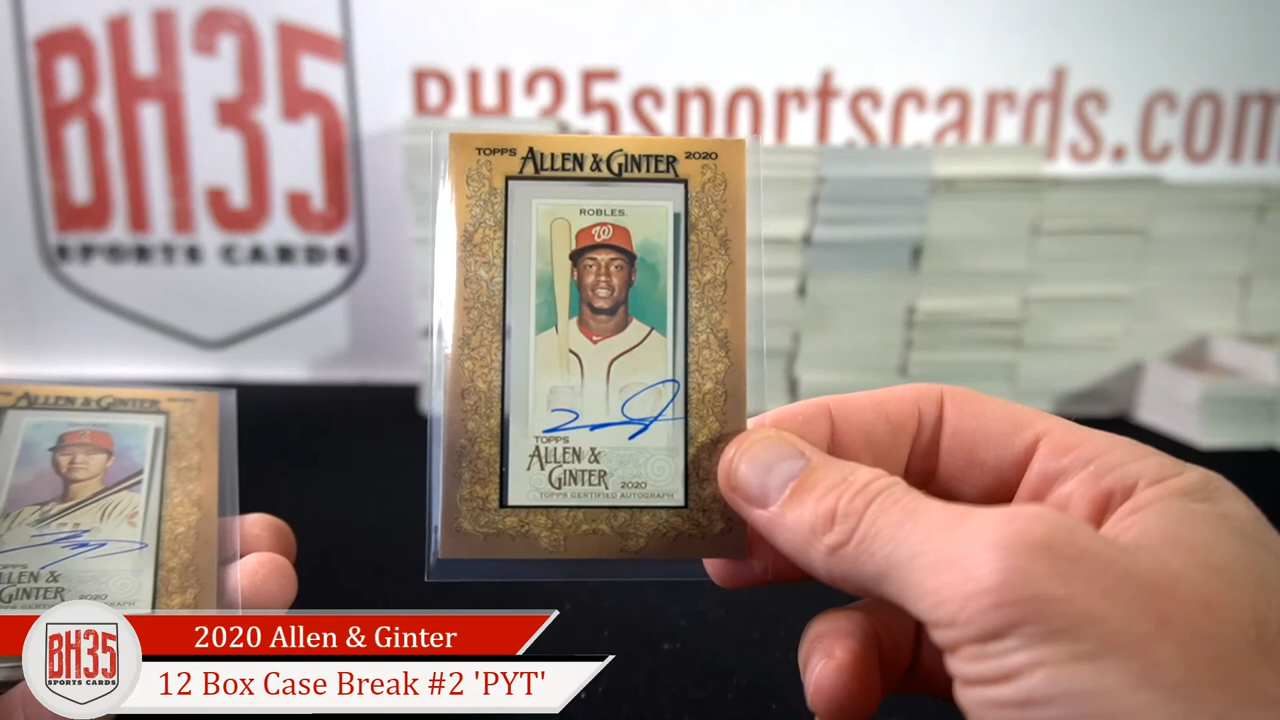 BH35
SPORTS CARDS
BH35sportscards.com
TOPPS ALLEN & GINTER 2020
ROBLES.
TOPPS
ALLEN &
GINTER
2020
TOPPS CERTIFIED AUTOGRAPH
ALLEN & GINTER
TOPPS
ALLEN &
GINTER
2020
BH35
SPORTS CARDS
2020 Allen & Ginter
12 Box Case Break #2 'PYT'